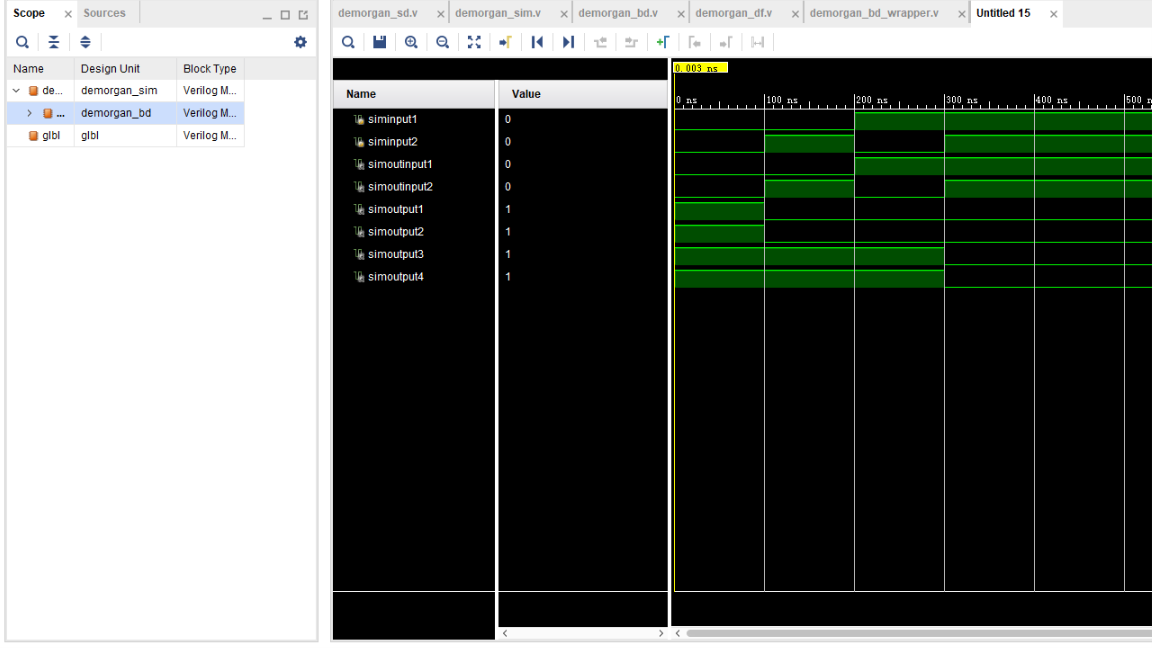 Scope × Sources
Name Design Unit Block Type
de... demorgan_sim Verilog M...
... demorgan_bd Verilog M...
glbl glbl Verilog M...
demorgan_sd.v × demorgan_sim.v × demorgan_bd.v × demorgan_df.v × demorgan_bd_wrapper.v × Untitled 15 ×
0.003 ns
Name Value
0 ns 100 ns 200 ns 300 ns 400 ns 500 n
siminput1 0
siminput2 0
simoutinput1 0
simoutinput2 0
simoutput1 1
simoutput2 1
simoutput3 1
simoutput4 1